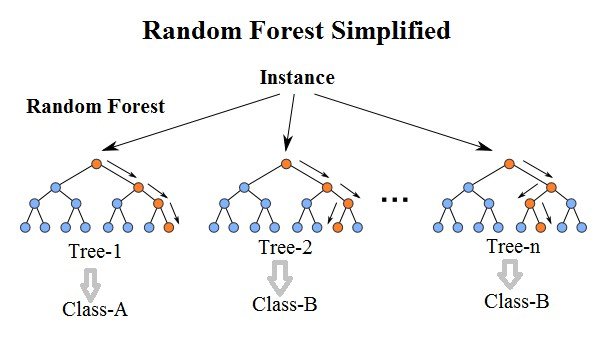 Random Forest Simplified
Instance
Random Forest
...
Tree-1
Tree-2
Tree-n
Class-A
Class-B
Class-B